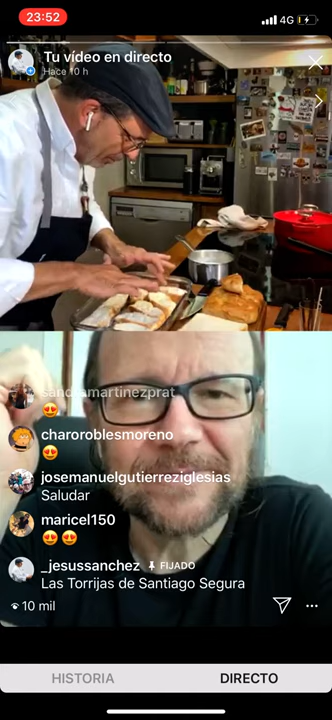 23:52
4G
Tu vídeo en directo
Hace 10 h
sandramartinezprat
😍
charoroblesmoreno
😍
josemanuelgutierreziglesias
Saludar
maricel150
😍😍
_jesussanchez FIJADO
Las Torrijas de Santiago Segura
10 mil
HISTORIA DIRECTO